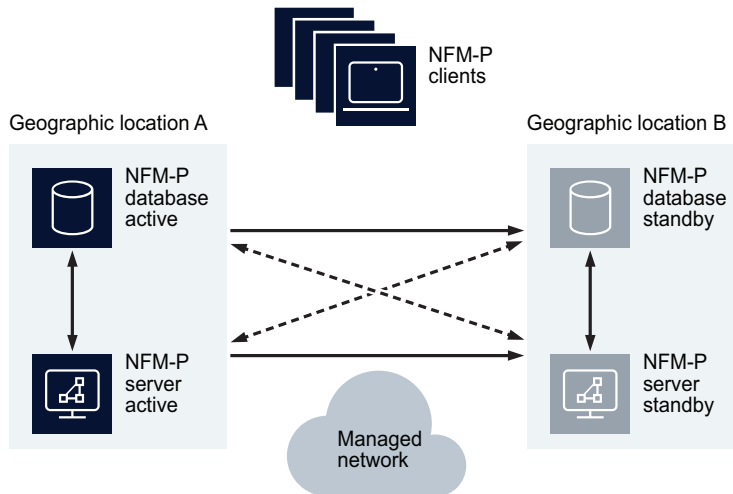 NFM-P
clients
Geographic location A
Geographic location B
NFM-P
database
active
NFM-P
database
standby
NFM-P
server
active
NFM-P
server
standby
Managed
network